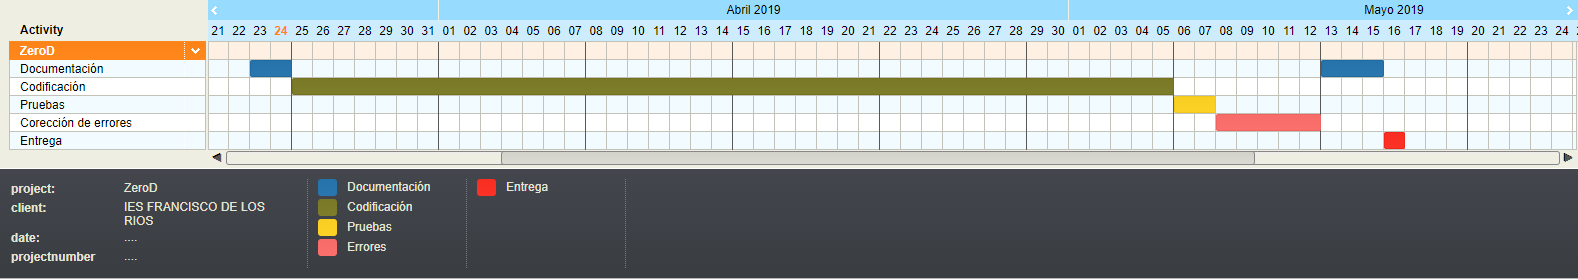 Abril 2019 Mayo 2019
Activity 21 22 23 24 25 26 27 28 29 30 31 01 02 03 04 05 06 07 08 09 10 11 12 13 14 15 16 17 18 19 20 21 22 23 24 25 26 27 28 29 30 01 02 03 04 05 06 07 08 09 10 11 12 13 14 15 16 17 18 19 20 21 22 23 24
ZeroD
Documentación
Codificación
Pruebas
Corección de errores
Entrega
project: ZeroD
client: IES FRANCISCO DE LOS
RIOS
date: ....
projectnumber ....
Documentación
Codificación
Pruebas
Errores
Entrega